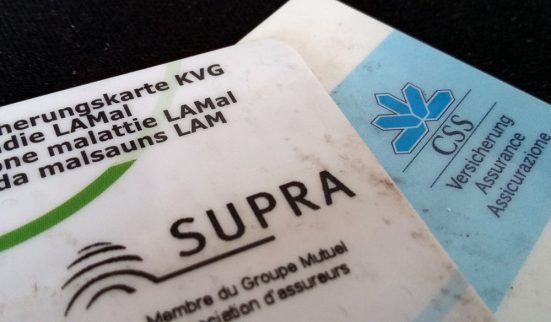 nerungskarte KVG
die LAMal
one malattie LAMal
da malsauns LAM
SUPRA
Membre du Groupe Mutuel
ociation d'assureurs
CSS
Versicherung
Assurance
Assicurazione